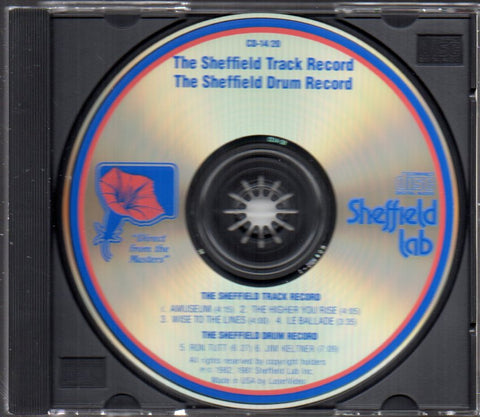 CD-14/20
The Sheffield Track Record
The Sheffield Drum Record
"Direct
from the
Masters"
Sheffield
Lab
THE SHEFFIELD TRACK RECORD
1. AMUSEUM (4:15) 2. THE HIGHER YOU RISE (4:05)
3. WISE TO THE LINES (4:00) 4. LE BALLADE (3:35)
THE SHEFFIELD DRUM RECORD
5. RON TUTT (6:37) 6. JIM KELTNER (7:09)
All rights reserved by copyright holders
1982, 1981 Sheffield Lab Inc.
Made in USA by LaserVideo